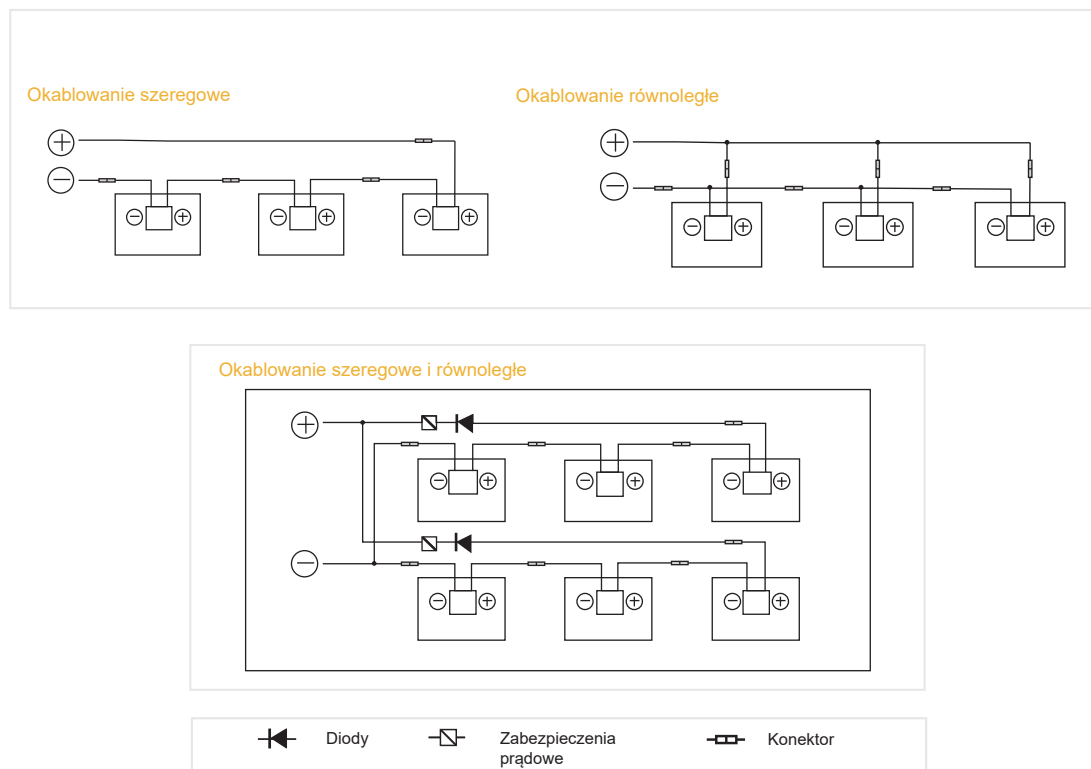 Okablowanie szeregowe
Okablowanie równoległe
Okablowanie szeregowe i równoległe
Diody
Zabezpieczenia
prądowe
Konektor